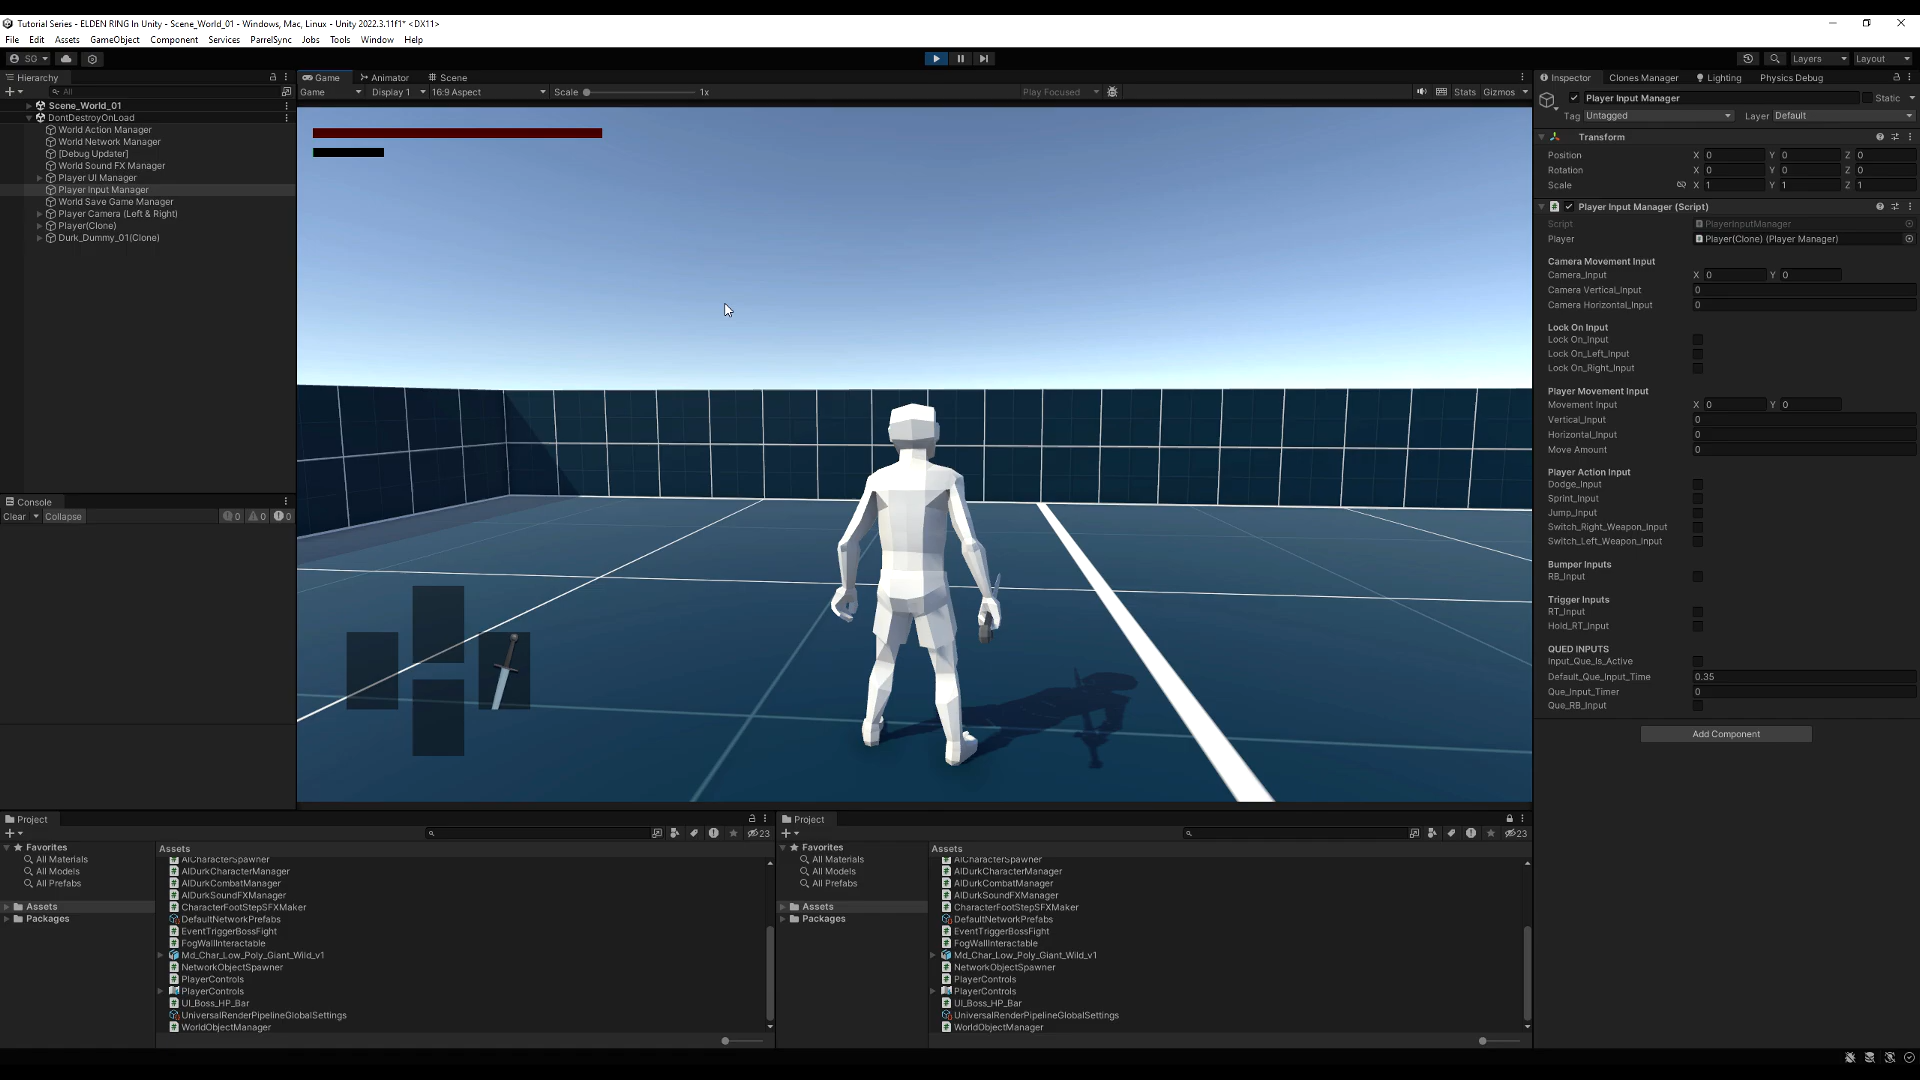 Tutorial Series - ELDEN RING In Unity - Scene_World_01 - Windows, Mac, Linux - Unity 2022.3.11f1* <DX11>
File Edit Assets GameObject Component Services ParrelSync Jobs Tools Window Help
SG Layers Layout
Hierarchy
All
Scene_World_01
DontDestroyOnLoad
World Action Manager
World Network Manager
[Debug Updater]
World Sound FX Manager
Player UI Manager
Player Input Manager
World Save Game Manager
Player Camera (Left & Right)
Player(Clone)
Durk_Dummy_01(Clone)
Console
Clear Collapse 0 0 0
Game Animator Scene
Game Display 1 16:9 Aspect Scale 1x Play Focused Stats Gizmos
Inspector Clones Manager Lighting Physics Debug
Player Input Manager Static
Tag Untagged Layer Default
Transform
Position X 0 Y 0 Z 0
Rotation X 0 Y 0 Z 0
Scale X 1 Y 1 Z 1
Player Input Manager (Script)
Script PlayerInputManager
Player Player(Clone) (Player Manager)
Camera Movement Input
Camera_Input X 0 Y 0
Camera Vertical_Input 0
Camera Horizontal_Input 0
Lock On Input
Lock On_Input
Lock On_Left_Input
Lock On_Right_Input
Player Movement Input
Movement Input X 0 Y 0
Vertical_Input 0
Horizontal_Input 0
Move Amount 0
Player Action Input
Dodge_Input
Sprint_Input
Jump_Input
Switch_Right_Weapon_Input
Switch_Left_Weapon_Input
Bumper Inputs
RB_Input
Trigger Inputs
RT_Input
Hold_RT_Input
QUED INPUTS
Input_Que_Is_Active
Default_Que_Input_Time 0.35
Que_Input_Timer 0
Que_RB_Input
Add Component
Project
23
Favorites
All Materials
All Models
All Prefabs
Assets
Packages
Assets
AICharacterSpawner
AIDurkCharacterManager
AIDurkCombatManager
AIDurkSoundFXManager
CharacterFootStepSFXMaker
DefaultNetworkPrefabs
EventTriggerBossFight
FogWallInteractable
Md_Char_Low_Poly_Giant_Wild_v1
NetworkObjectSpawner
PlayerControls
PlayerControls
UI_Boss_HP_Bar
UniversalRenderPipelineGlobalSettings
WorldObjectManager
Project
23
Favorites
All Materials
All Models
All Prefabs
Assets
Packages
Assets
AICharacterSpawner
AIDurkCharacterManager
AIDurkCombatManager
AIDurkSoundFXManager
CharacterFootStepSFXMaker
DefaultNetworkPrefabs
EventTriggerBossFight
FogWallInteractable
Md_Char_Low_Poly_Giant_Wild_v1
NetworkObjectSpawner
PlayerControls
PlayerControls
UI_Boss_HP_Bar
UniversalRenderPipelineGlobalSettings
WorldObjectManager